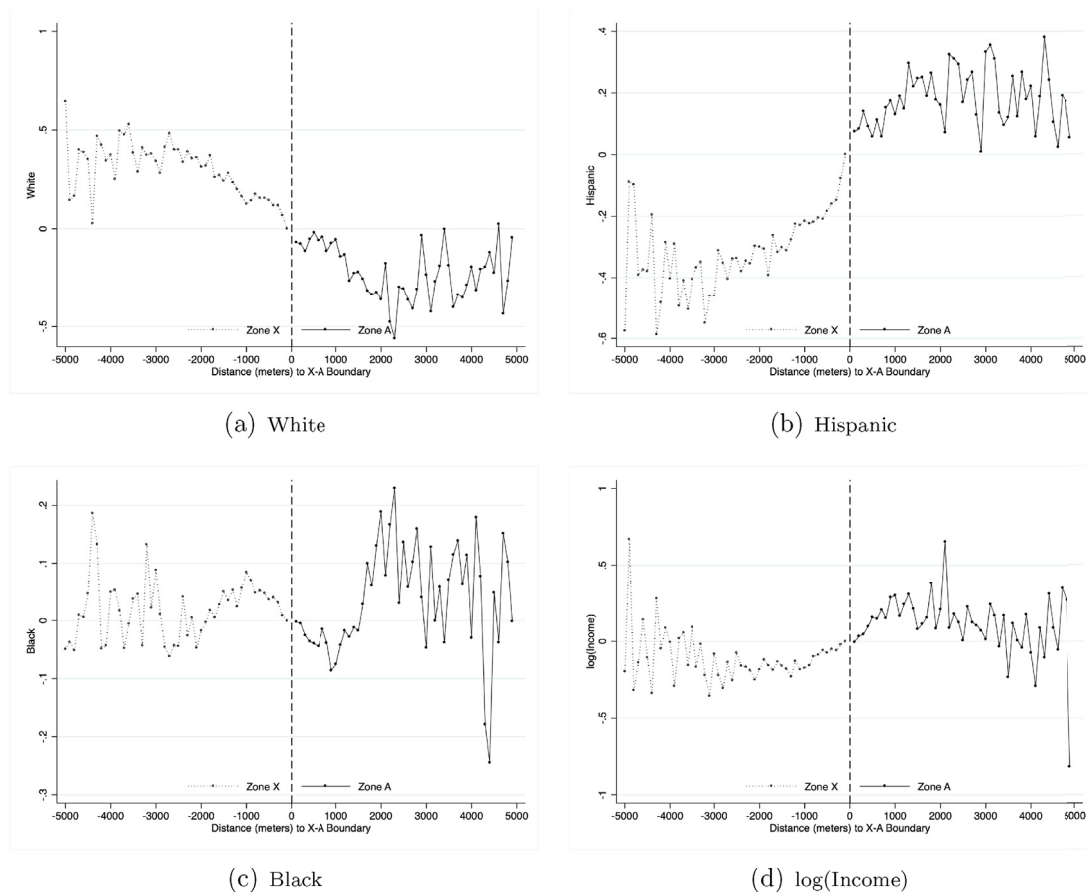 1
.5
0
-.5
White
-5000 -4000 -3000 -2000 -1000 0 1000 2000 3000 4000 5000
Distance (meters) to X-A Boundary
Zone X Zone A
(a) White
.4
.2
0
-.2
-.4
-.6
Hispanic
-5000 -4000 -3000 -2000 -1000 0 1000 2000 3000 4000 5000
Distance (meters) to X-A Boundary
Zone X Zone A
(b) Hispanic
.2
.1
0
.1
.2
-.3
Black
-5000 -4000 -3000 -2000 -1000 0 1000 2000 3000 4000 5000
Distance (meters) to X-A Boundary
Zone X Zone A
(c) Black
1
.5
0
-.5
-1
log(Income)
-5000 -4000 -3000 -2000 -1000 0 1000 2000 3000 4000 5000
Distance (meters) to X-A Boundary
Zone X Zone A
(d) log(Income)